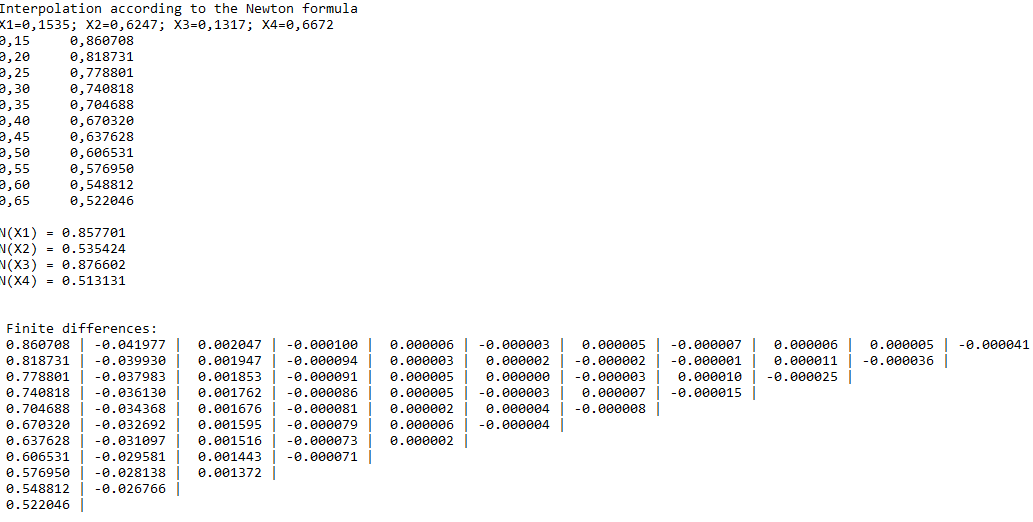 Interpolation according to the Newton formula
X1=0,1535; X2=0,6247; X3=0,1317; X4=0,6672
0,15 0,860708
0,20 0,818731
0,25 0,778801
0,30 0,740818
0,35 0,704688
0,40 0,670320
0,45 0,637628
0,50 0,606531
0,55 0,576950
0,60 0,548812
0,65 0,522046
N(X1) = 0.857701
N(X2) = 0.535424
N(X3) = 0.876602
N(X4) = 0.513131
Finite differences:
0.860708 | -0.041977 | 0.002047 | -0.000100 | 0.000006 | -0.000003 | 0.000005 | -0.000007 | 0.000006 | 0.000005 | -0.000041
0.818731 | -0.039930 | 0.001947 | -0.000094 | 0.000003 | 0.000002 | -0.000002 | -0.000001 | 0.000011 | -0.000036 |
0.778801 | -0.037983 | 0.001853 | -0.000091 | 0.000005 | 0.000000 | -0.000003 | 0.000010 | -0.000025 |
0.740818 | -0.036130 | 0.001762 | -0.000086 | 0.000005 | -0.000003 | 0.000007 | -0.000015 |
0.704688 | -0.034368 | 0.001676 | -0.000081 | 0.000002 | 0.000004 | -0.000008 |
0.670320 | -0.032692 | 0.001595 | -0.000079 | 0.000006 | -0.000004 |
0.637628 | -0.031097 | 0.001516 | -0.000073 | 0.000002 |
0.606531 | -0.029581 | 0.001443 | -0.000071 |
0.576950 | -0.028138 | 0.001372 |
0.548812 | -0.026766 |
0.522046 |